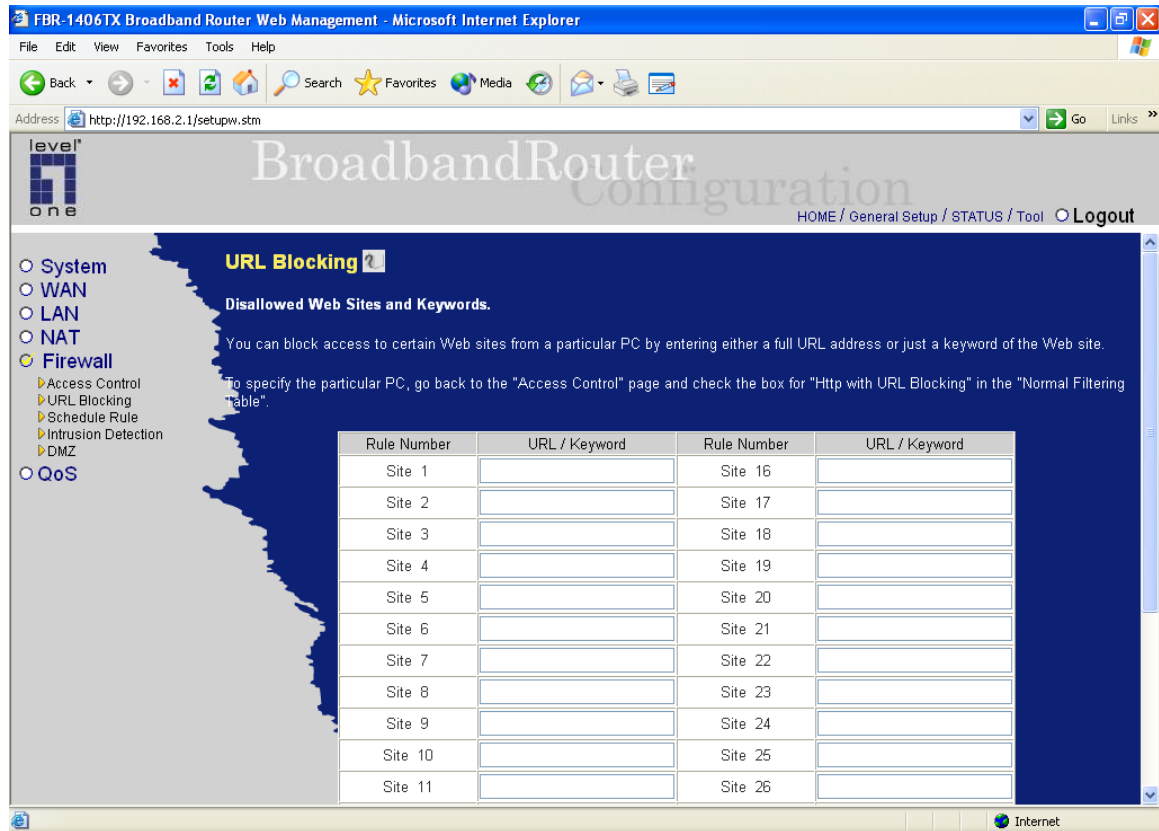 FBR-1406TX Broadband Router Web Management - Microsoft Internet Explorer
File Edit View Favorites Tools Help
Back Search Favorites Media
Address http://192.168.2.1/setupw.stm Go Links »
level
one
BroadbandRouter
Configuration
HOME / General Setup / STATUS / Tool Logout
System
WAN
LAN
NAT
Firewall
Access Control
URL Blocking
Schedule Rule
Intrusion Detection
DMZ
QoS
URL Blocking
Disallowed Web Sites and Keywords.
You can block access to certain Web sites from a particular PC by entering either a full URL address or just a keyword of the Web site.
To specify the particular PC, go back to the "Access Control" page and check the box for "Http with URL Blocking" in the "Normal Filtering
Table".
Rule Number URL / Keyword Rule Number URL / Keyword
Site 1 Site 16
Site 2 Site 17
Site 3 Site 18
Site 4 Site 19
Site 5 Site 20
Site 6 Site 21
Site 7 Site 22
Site 8 Site 23
Site 9 Site 24
Site 10 Site 25
Site 11 Site 26
Internet